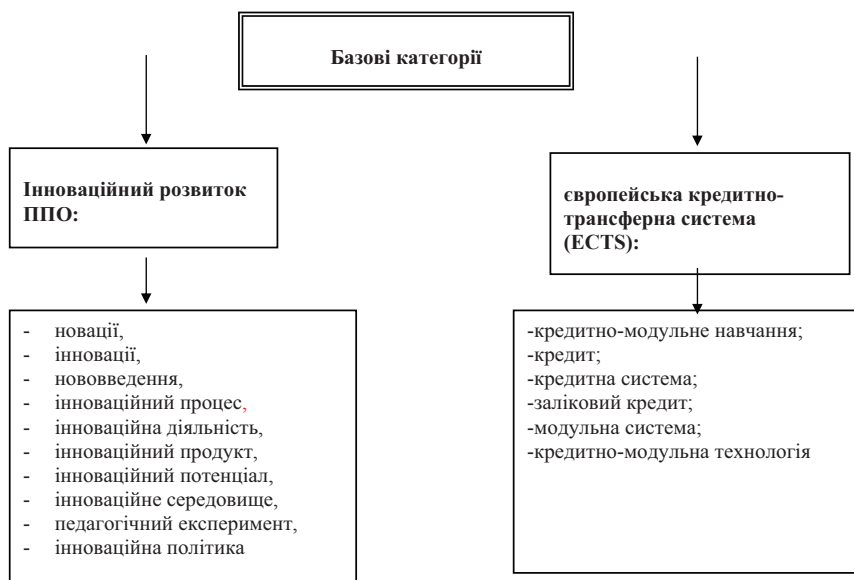 Базові категорії
Інноваційний розвиток
ППО:
європейська кредитно-
трансферна система
(ECTS):
- новації,
- інновації,
- нововведення,
- інноваційний процес,
- інноваційна діяльність,
- інноваційний продукт,
- інноваційний потенціал,
- інноваційне середовище,
- педагогічний експеримент,
- інноваційна політика
-кредитно-модульне навчання;
-кредит;
-кредитна система;
-заліковий кредит;
-модульна система;
-кредитно-модульна технологія